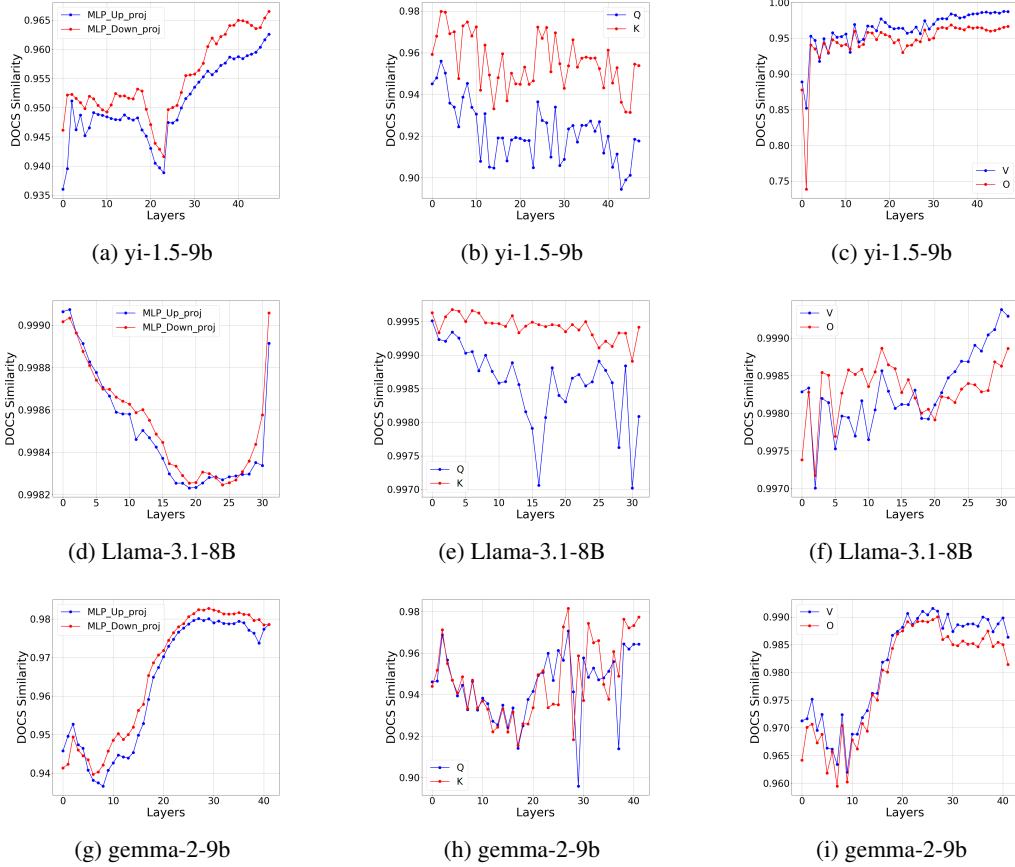 0.965
0.960
0.955
0.950
0.945
0.940
0.935
DOCS Similarity
MLP_Up_proj
MLP_Down_proj
0 10 20 30 40
Layers
(a) yi-1.5-9b
0.98
0.96
0.94
0.92
0.90
DOCS Similarity
Q
K
0 10 20 30 40
Layers
(b) yi-1.5-9b
1.00
0.95
0.90
0.85
0.80
0.75
DOCS Similarity
V
O
0 10 20 30 40
Layers
(c) yi-1.5-9b
0.9990
0.9988
0.9986
0.9984
0.9982
DOCS Similarity
MLP_Up_proj
MLP_Down_proj
0 5 10 15 20 25 30
Layers
(d) Llama-3.1-8B
0.9995
0.9990
0.9985
0.9980
0.9975
0.9970
DOCS Similarity
Q
K
0 5 10 15 20 25 30
Layers
(e) Llama-3.1-8B
0.9990
0.9985
0.9980
0.9975
0.9970
DOCS Similarity
V
O
0 5 10 15 20 25 30
Layers
(f) Llama-3.1-8B
0.98
0.97
0.96
0.95
0.94
DOCS Similarity
MLP_Up_proj
MLP_Down_proj
0 10 20 30 40
Layers
(g) gemma-2-9b
0.98
0.96
0.94
0.92
0.90
DOCS Similarity
Q
K
0 10 20 30 40
Layers
(h) gemma-2-9b
0.990
0.985
0.980
0.975
0.970
0.965
0.960
DOCS Similarity
V
O
0 10 20 30 40
Layers
(i) gemma-2-9b